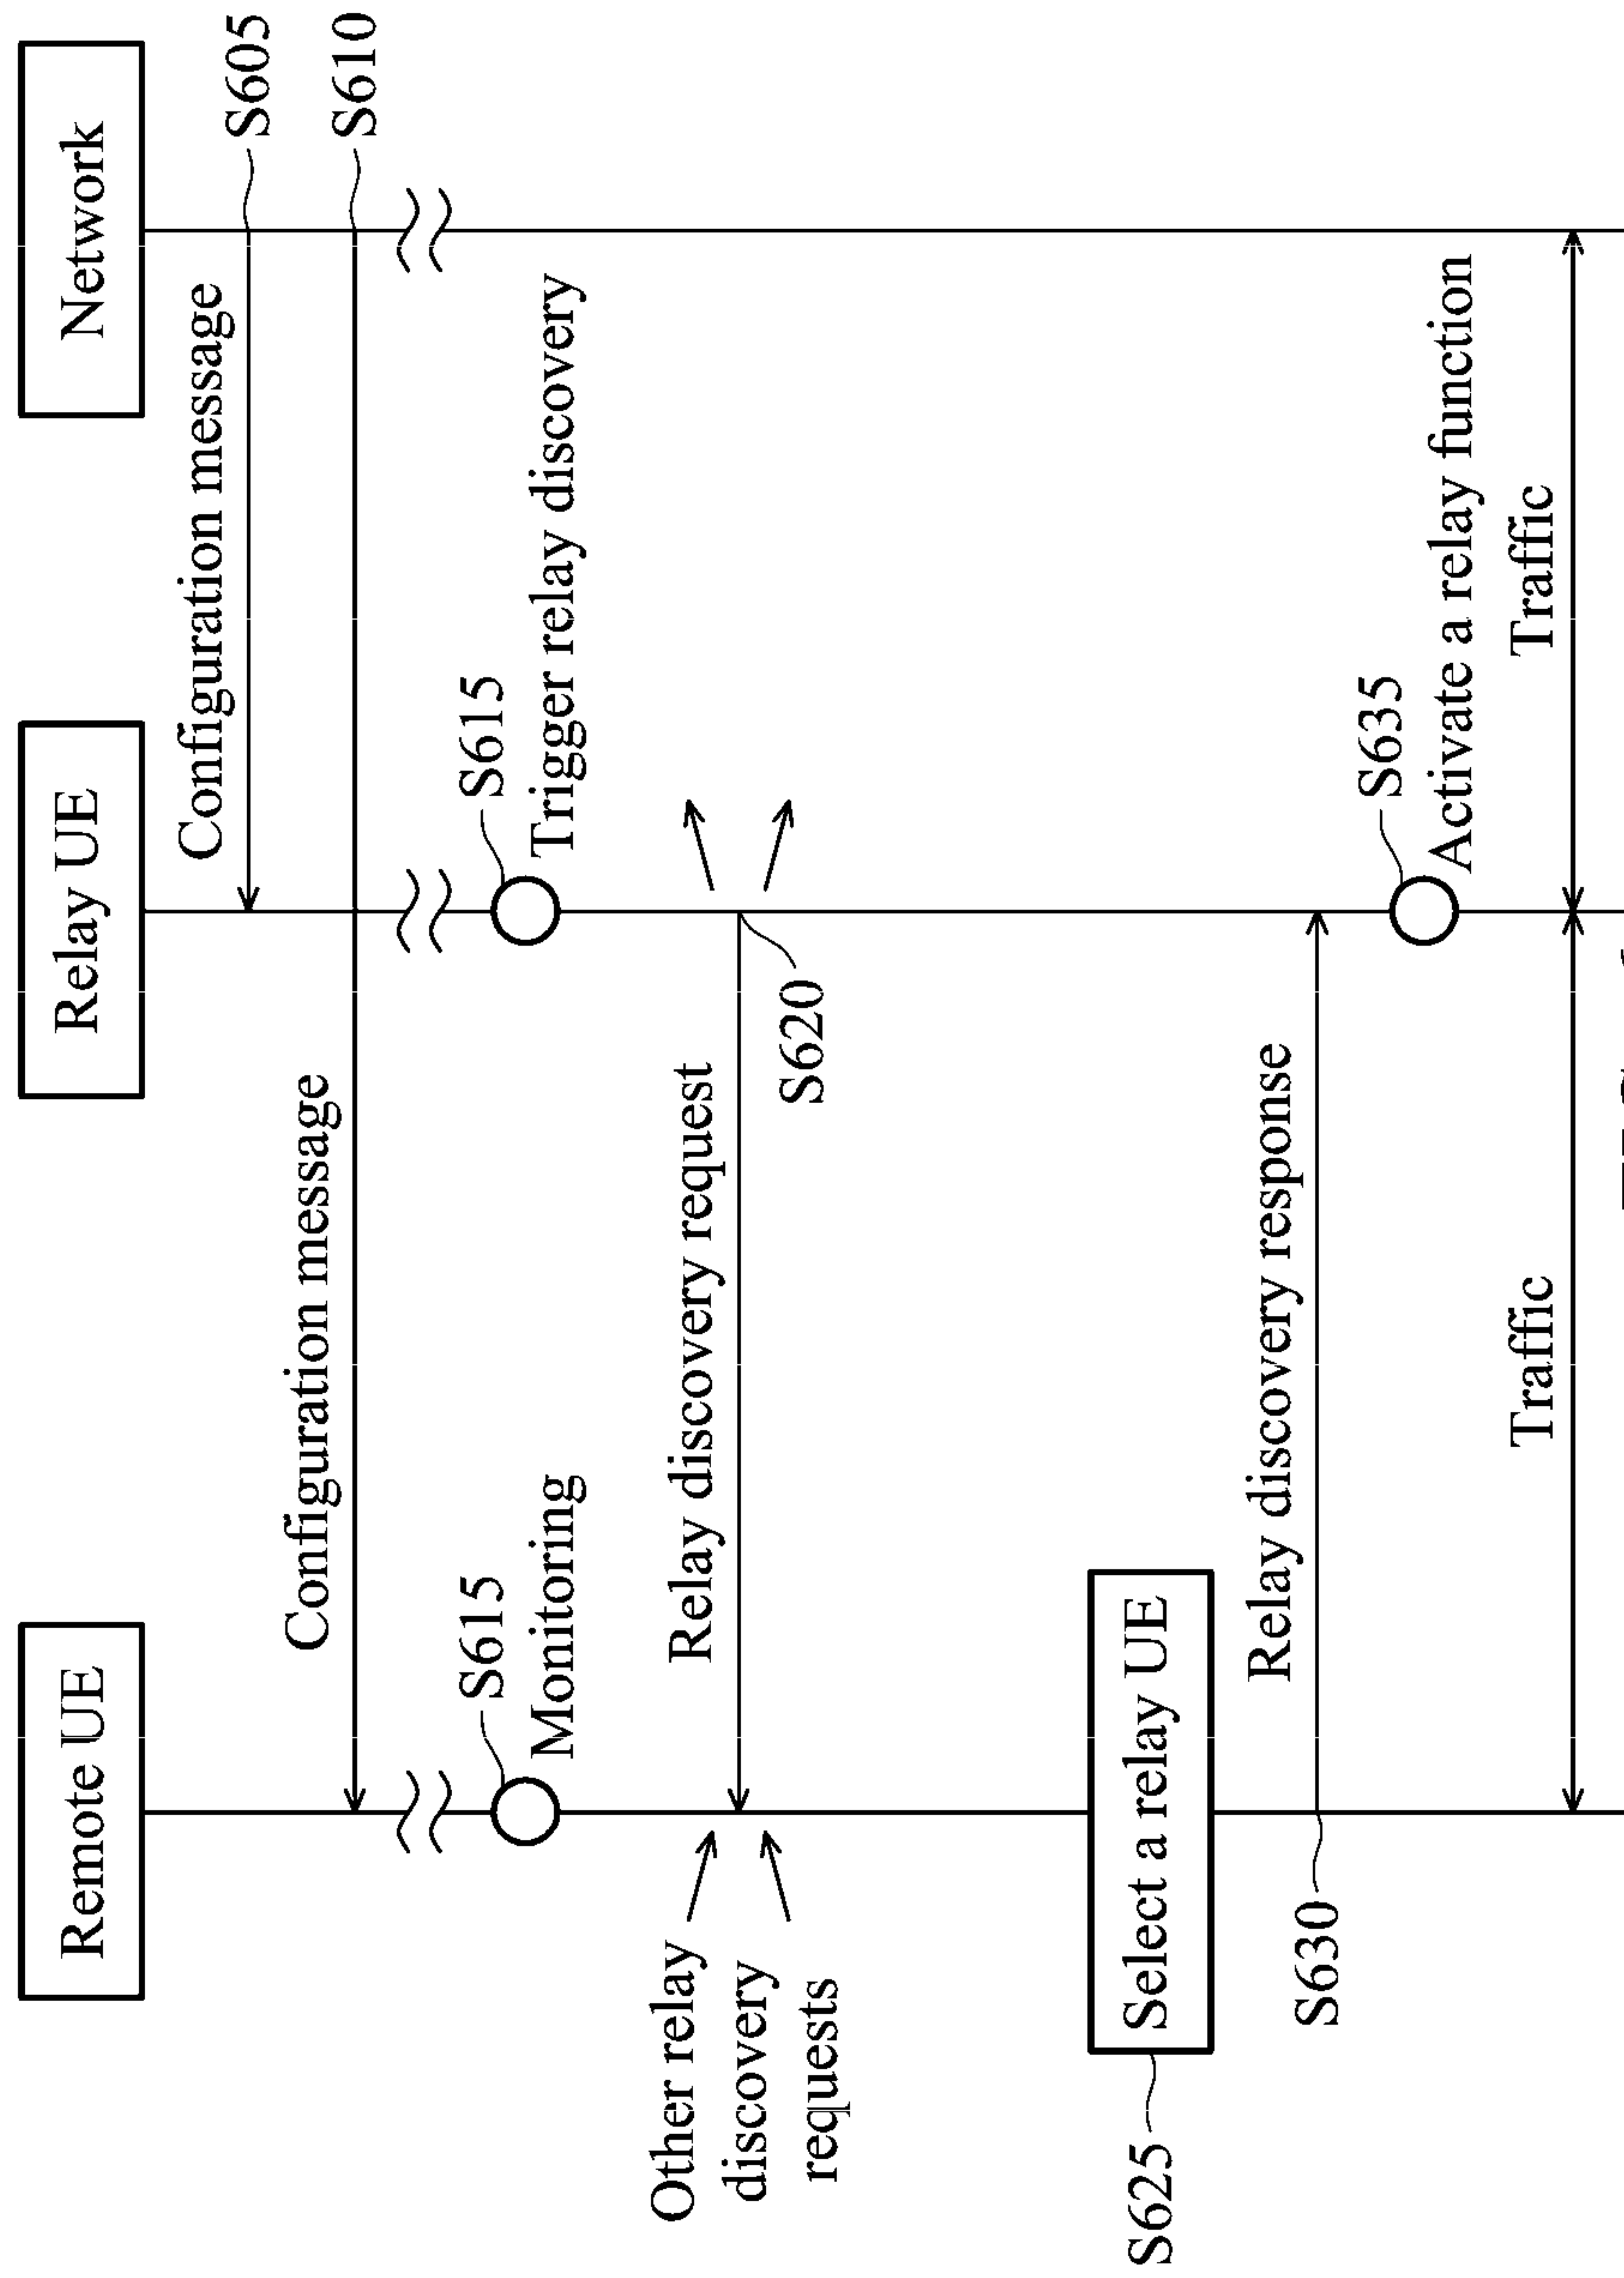 Remote UE
Relay UE
Network
Configuration message
S605
Configuration message
S610
S615
Monitoring
S615
Trigger relay discovery
Other relay
discovery
requests
Relay discovery request
S620
S625
Select a relay UE
Relay discovery response
S630
S635
Activate a relay function
Traffic
Traffic